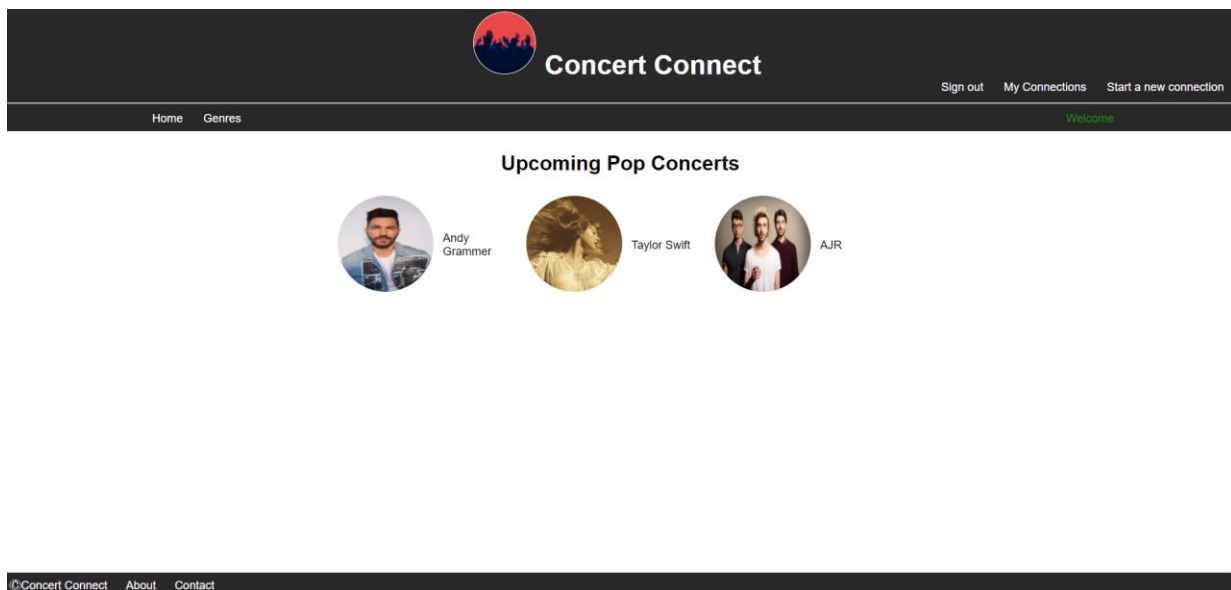 Concert Connect
Sign out My Connections Start a new connection
Home Genres Welcome
Upcoming Pop Concerts
Andy
Grammer
Taylor Swift
AJR
©Concert Connect About Contact